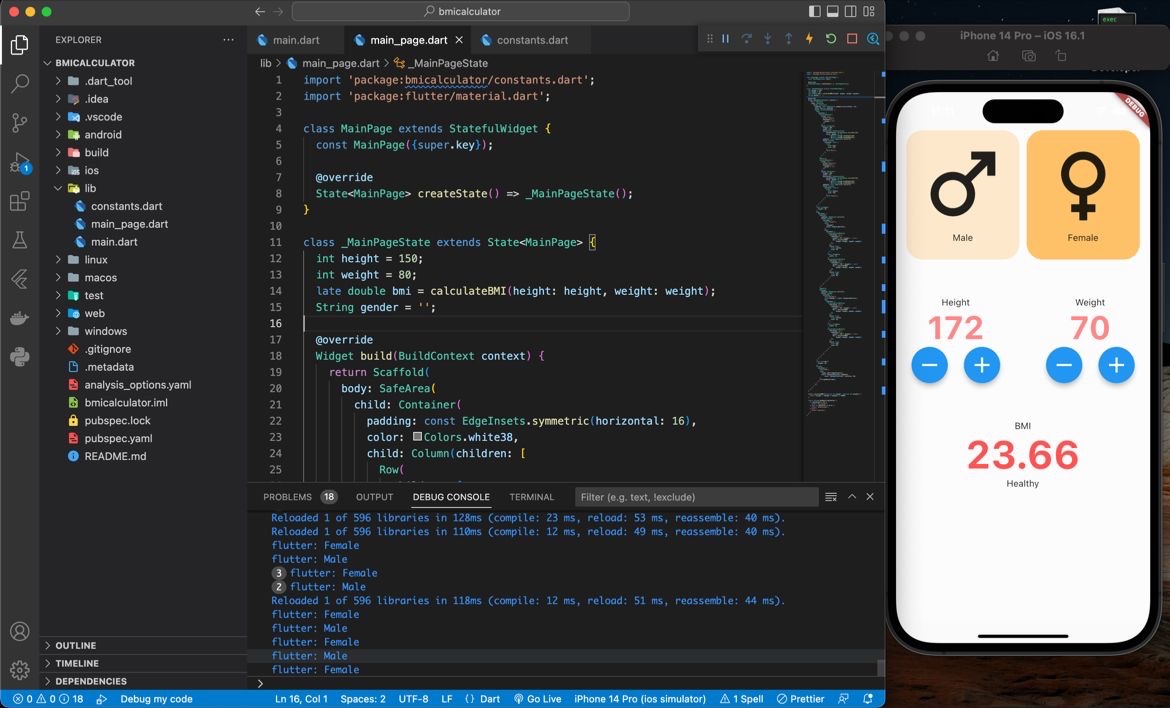 bmicalculator
exec
Developer
EXPLORER
BMICALCULATOR
.dart_tool
.idea
.vscode
android
build
ios
lib
constants.dart
main_page.dart
main.dart
linux
macos
test
web
windows
.gitignore
.metadata
analysis_options.yaml
bmicalculator.iml
pubspec.lock
pubspec.yaml
README.md
OUTLINE
TIMELINE
DEPENDENCIES
1
main.dart
main_page.dart
constants.dart
lib > main_page.dart > _MainPageState
1 import 'package:bmicalculator/constants.dart';
2 import 'package:flutter/material.dart';
3
4 class MainPage extends StatefulWidget {
5 const MainPage({super.key});
6
7 @override
8 State<MainPage> createState() => _MainPageState();
9 }
10
11 class _MainPageState extends State<MainPage> {
12 int height = 150;
13 int weight = 80;
14 late double bmi = calculateBMI(height: height, weight: weight);
15 String gender = '';
16
17 @override
18 Widget build(BuildContext context) {
19 return Scaffold(
20 body: SafeArea(
21 child: Container(
22 padding: const EdgeInsets.symmetric(horizontal: 16),
23 color: Colors.white38,
24 child: Column(children: [
25 Row(
PROBLEMS 18 OUTPUT DEBUG CONSOLE TERMINAL Filter (e.g. text, !exclude)
Reloaded 1 of 596 libraries in 128ms (compile: 23 ms, reload: 53 ms, reassemble: 40 ms).
Reloaded 1 of 596 libraries in 110ms (compile: 12 ms, reload: 49 ms, reassemble: 40 ms).
flutter: Female
flutter: Male
3 flutter: Female
2 flutter: Male
Reloaded 1 of 596 libraries in 118ms (compile: 12 ms, reload: 51 ms, reassemble: 44 ms).
flutter: Female
flutter: Male
flutter: Female
flutter: Male
flutter: Female
>
0 0 18 Debug my code Ln 16, Col 1 Spaces: 2 UTF-8 LF {} Dart Go Live iPhone 14 Pro (ios simulator) 1 Spell Prettier
iPhone 14 Pro – iOS 16.1
DEBUG
Male
Female
Height
Weight
172
70
BMI
23.66
Healthy